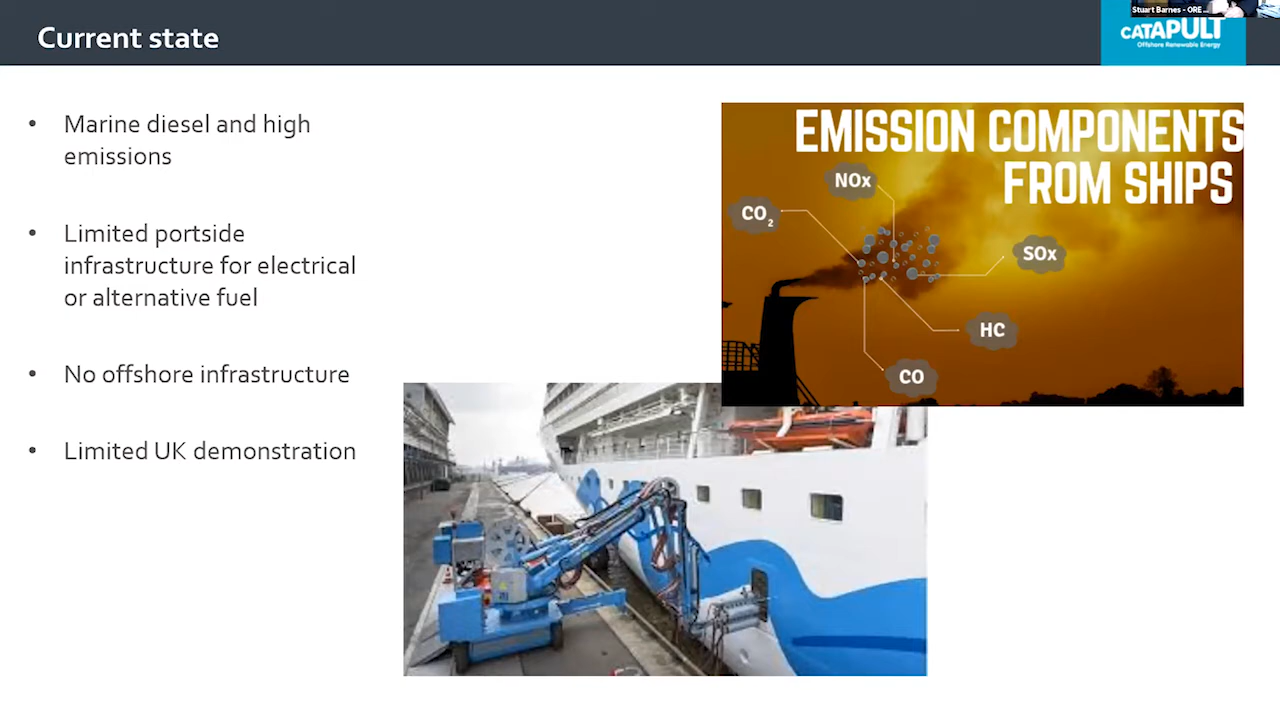 Current state
Stuart Barnes - ORE ...
CATAPULT
Offshore Renewable Energy
• Marine diesel and high
emissions
• Limited portside
infrastructure for electrical
or alternative fuel
• No offshore infrastructure
• Limited UK demonstration
EMISSION COMPONENTS
FROM SHIPS
NOx
CO2
SOx
HC
CO